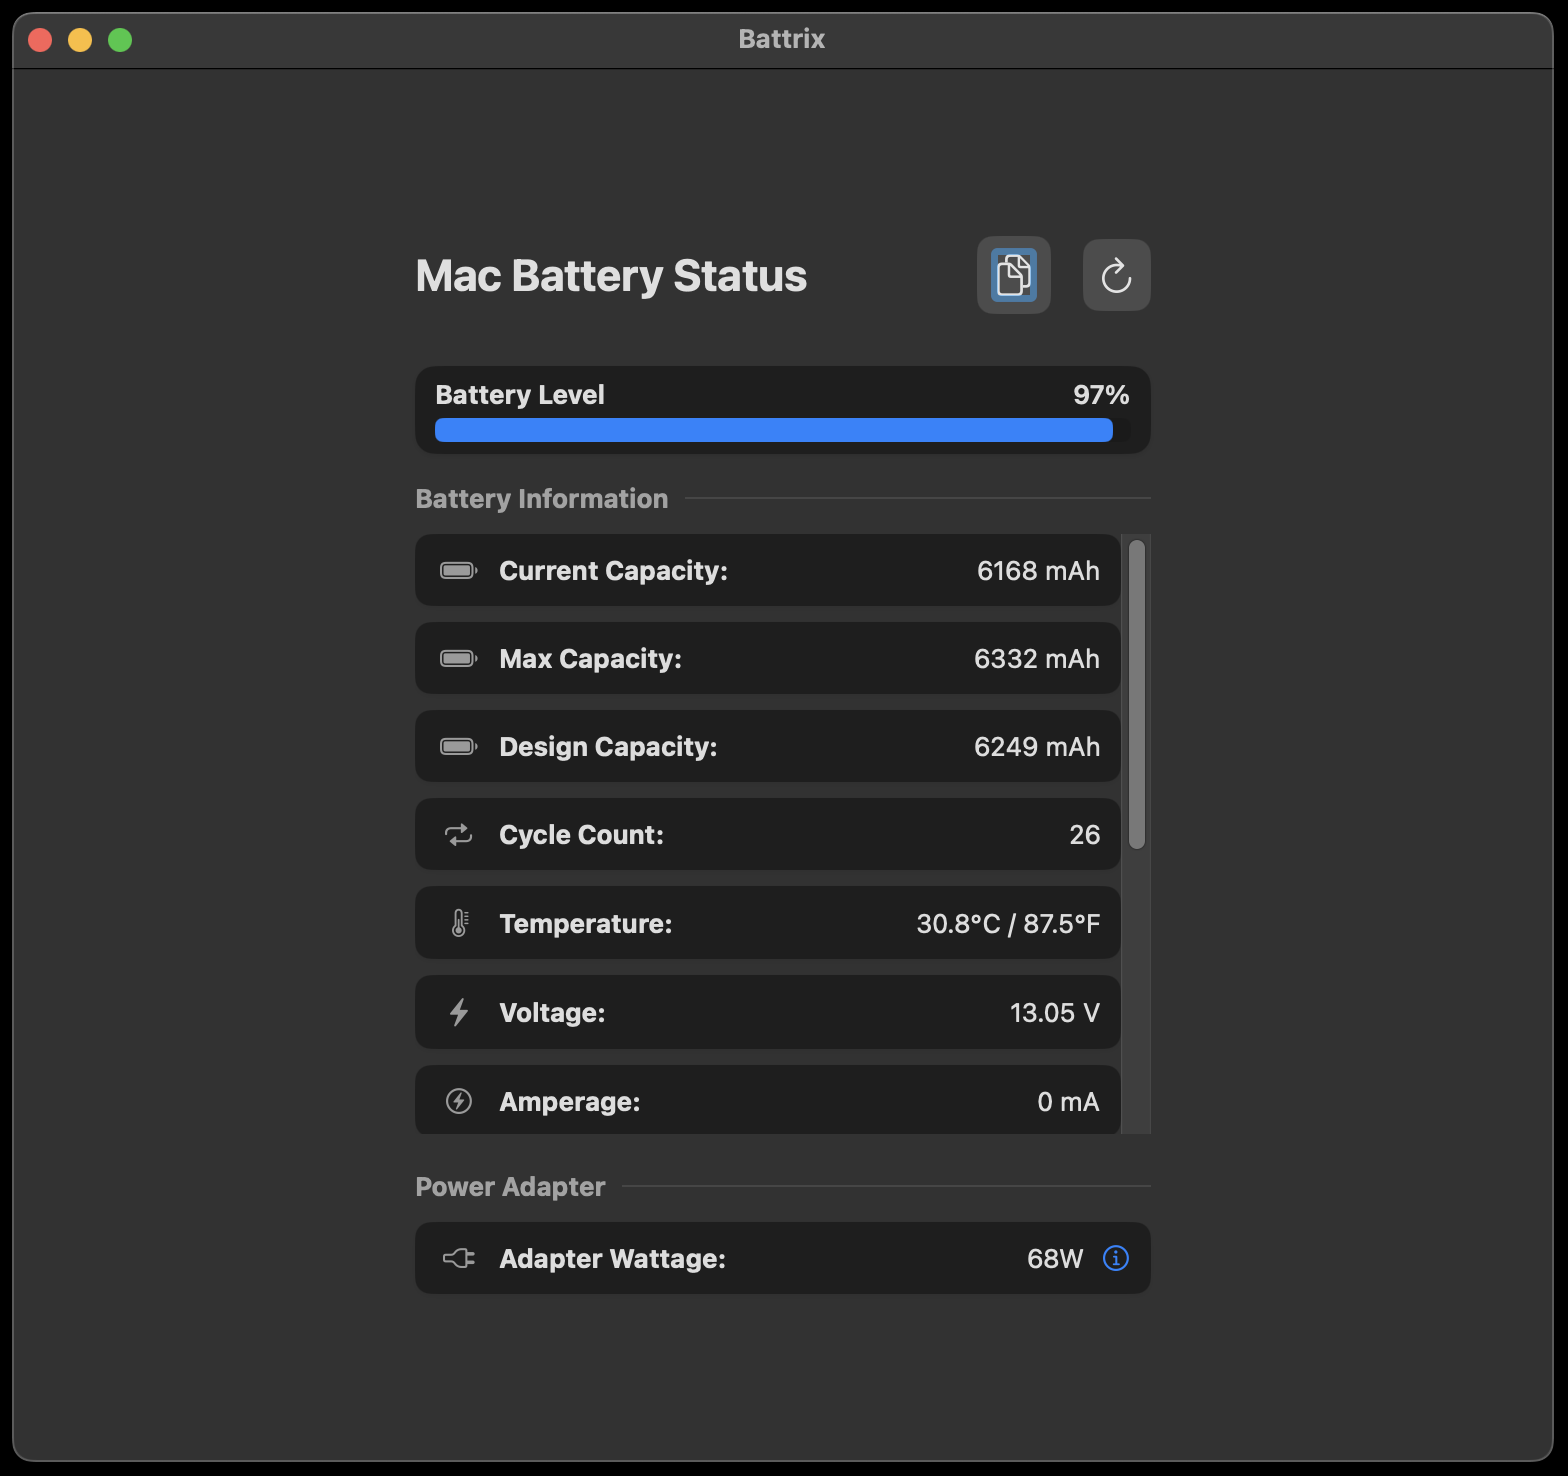 Battrix
Mac Battery Status
Battery Level 97%
Battery Information
Current Capacity: 6168 mAh
Max Capacity: 6332 mAh
Design Capacity: 6249 mAh
Cycle Count: 26
Temperature: 30.8°C / 87.5°F
Voltage: 13.05 V
Amperage: 0 mA
Power Adapter
Adapter Wattage: 68W